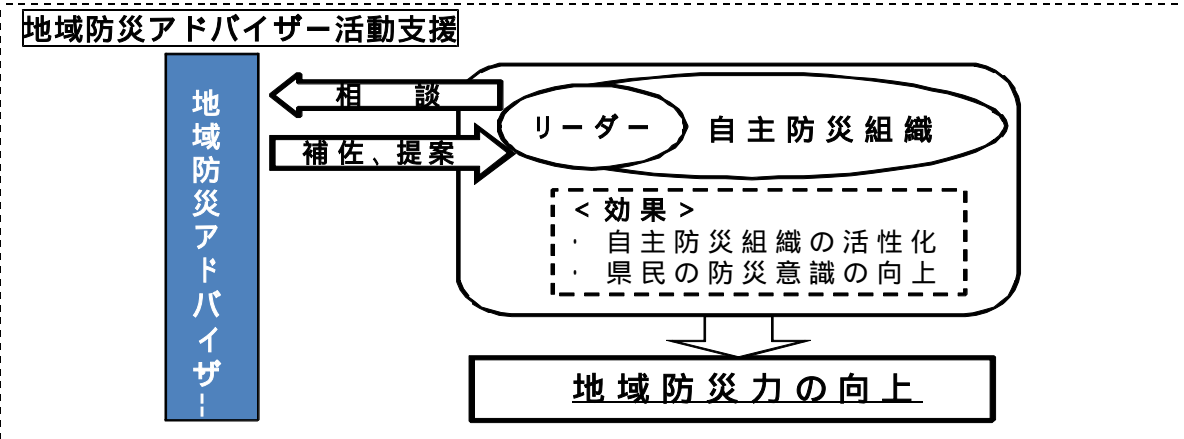 地域防災アドバイザー活動支援
地域防災アドバイザー
相　談
補佐、提案
リーダー
自主防災組織
<効果>
・ 自主防災組織の活性化
・ 県民の防災意識の向上
地域防災力の向上